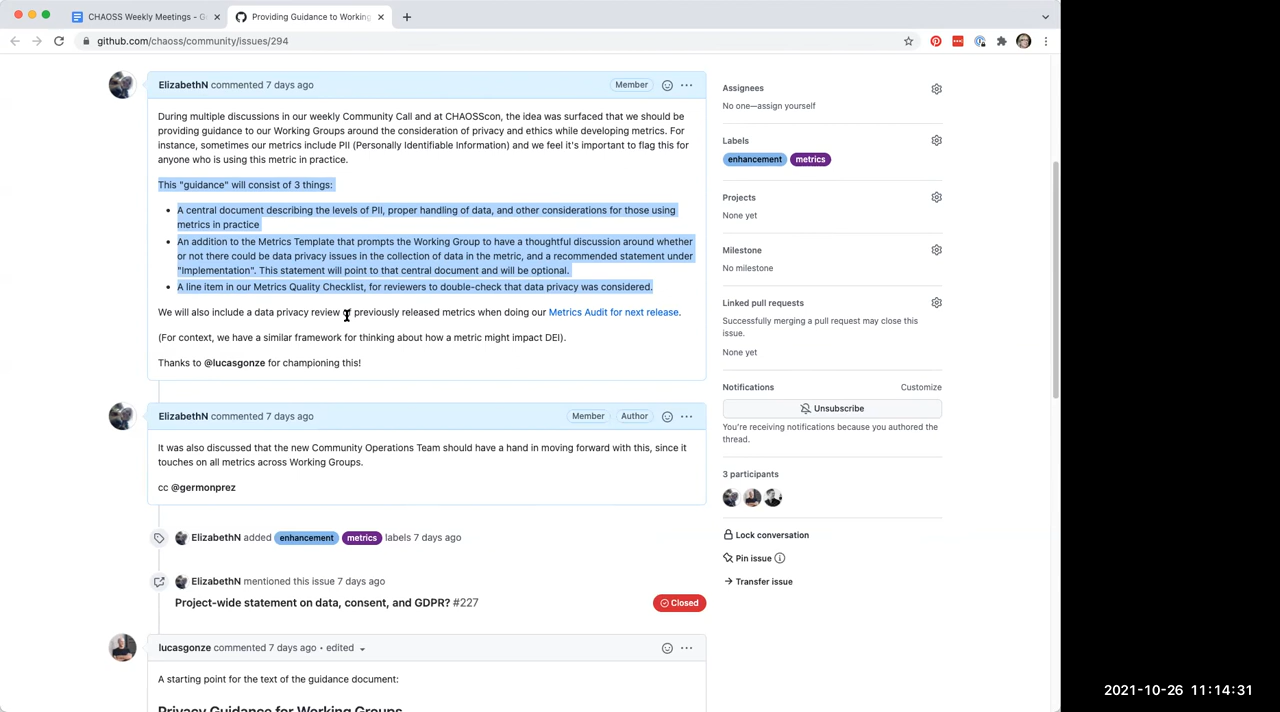 CHAOSS Weekly Meetings - G
Providing Guidance to Working
github.com/chaoss/community/issues/294
ElizabethN commented 7 days ago
Member
During multiple discussions in our weekly Community Call and at CHAOSScon, the idea was surfaced that we should be
providing guidance to our Working Groups around the consideration of privacy and ethics while developing metrics. For
instance, sometimes our metrics include PII (Personally Identifiable Information) and we feel it's important to flag this for
anyone who is using this metric in practice.
This "guidance" will consist of 3 things:
• A central document describing the levels of PII, proper handling of data, and other considerations for those using
metrics in practice
• An addition to the Metrics Template that prompts the Working Group to have a thoughtful discussion around whether
or not there could be data privacy issues in the collection of data in the metric, and a recommended statement under
"Implementation". This statement will point to that central document and will be optional.
• A line item in our Metrics Quality Checklist, for reviewers to double-check that data privacy was considered.
We will also include a data privacy review of previously released metrics when doing our Metrics Audit for next release.
(For context, we have a similar framework for thinking about how a metric might impact DEI).
Thanks to @lucasgonze for championing this!
ElizabethN commented 7 days ago
Member
Author
It was also discussed that the new Community Operations Team should have a hand in moving forward with this, since it
touches on all metrics across Working Groups.
cc @germonprez
ElizabethN added enhancement metrics labels 7 days ago
ElizabethN mentioned this issue 7 days ago
Project-wide statement on data, consent, and GDPR? #227
Closed
lucasgonze commented 7 days ago • edited
A starting point for the text of the guidance document:
Privacy Guidance for Working Groups
Assignees
No one—assign yourself
Labels
enhancement metrics
Projects
None yet
Milestone
No milestone
Linked pull requests
Successfully merging a pull request may close this
issue.
None yet
Notifications
Customize
Unsubscribe
You're receiving notifications because you authored the
thread.
3 participants
Lock conversation
Pin issue
Transfer issue
2021-10-26 11:14:31